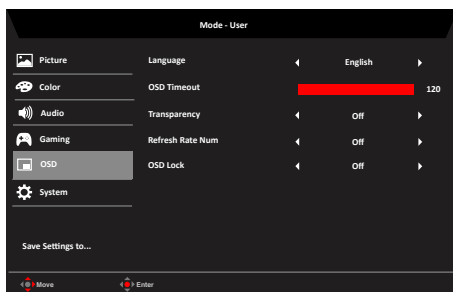 Mode - User
Picture
Language English
Color
OSD Timeout 120
Audio
Transparency Off
Gaming
Refresh Rate Num Off
OSD
OSD Lock Off
System
Save Settings to...
Move Enter